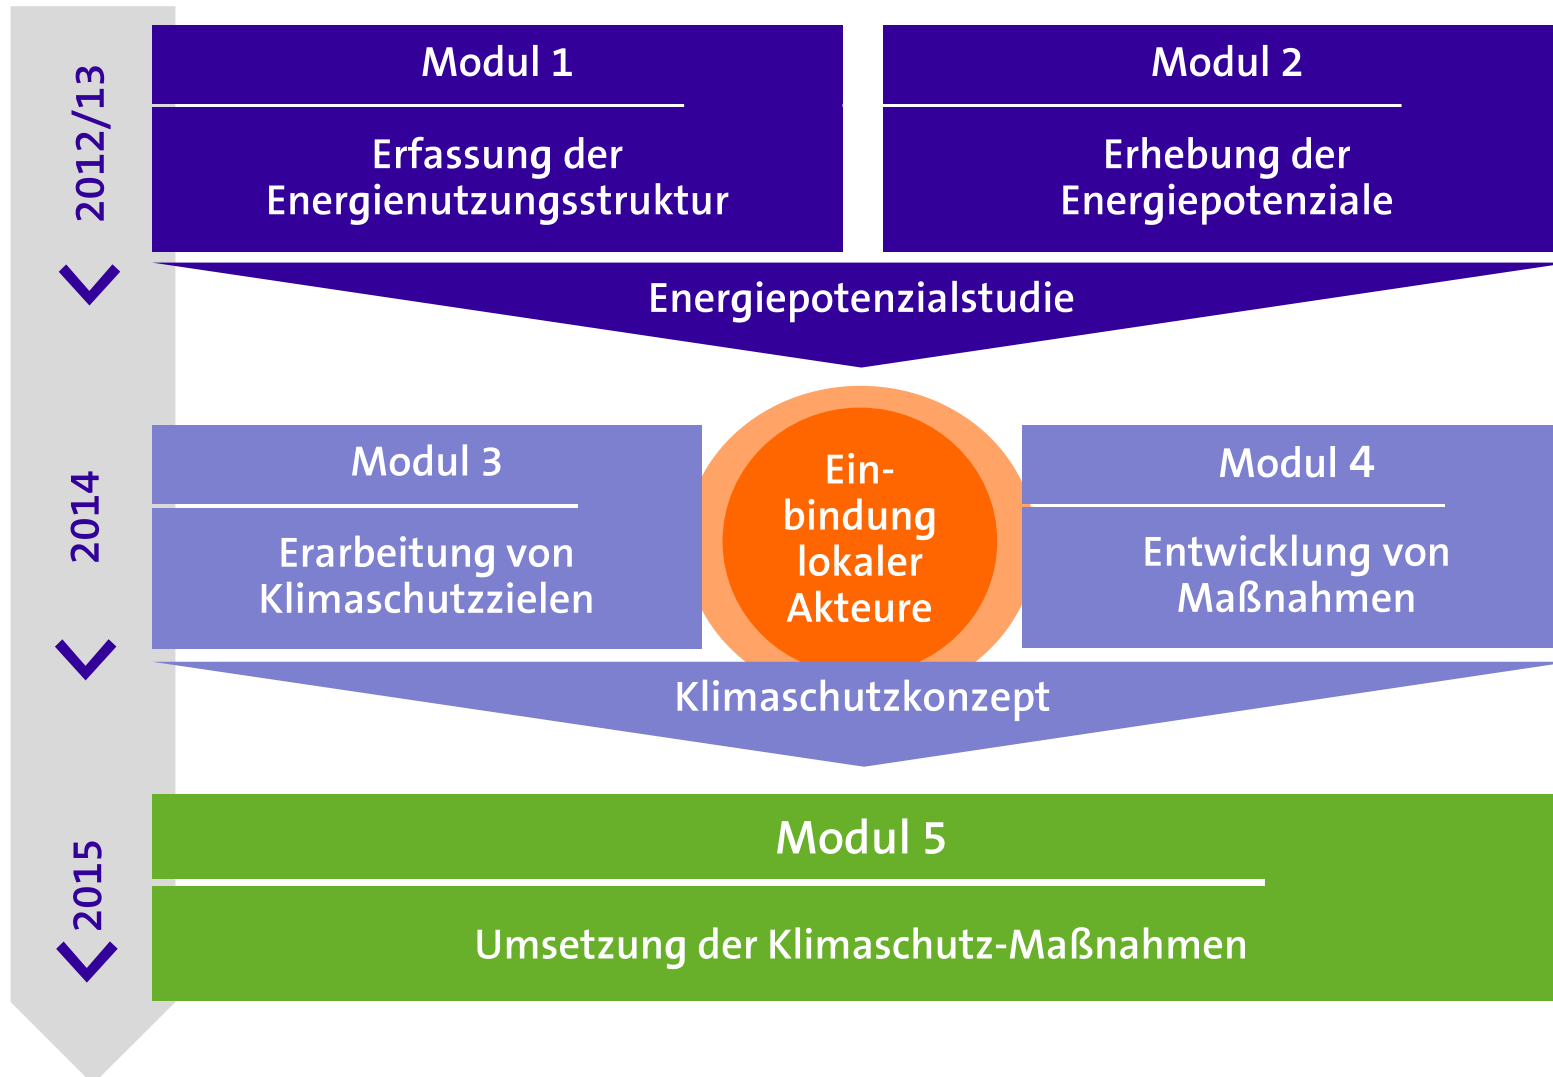 2012/13
Modul 1
Erfassung der
Energienutzungsstruktur
Modul 2
Erhebung der
Energiepotenziale
Energiepotenzialstudie
2014
Modul 3
Erarbeitung von
Klimaschutzzielen
Ein-
bindung
lokaler
Akteure
Modul 4
Entwicklung von
Maßnahmen
Klimaschutzkonzept
2015
Modul 5
Umsetzung der Klimaschutz-Maßnahmen